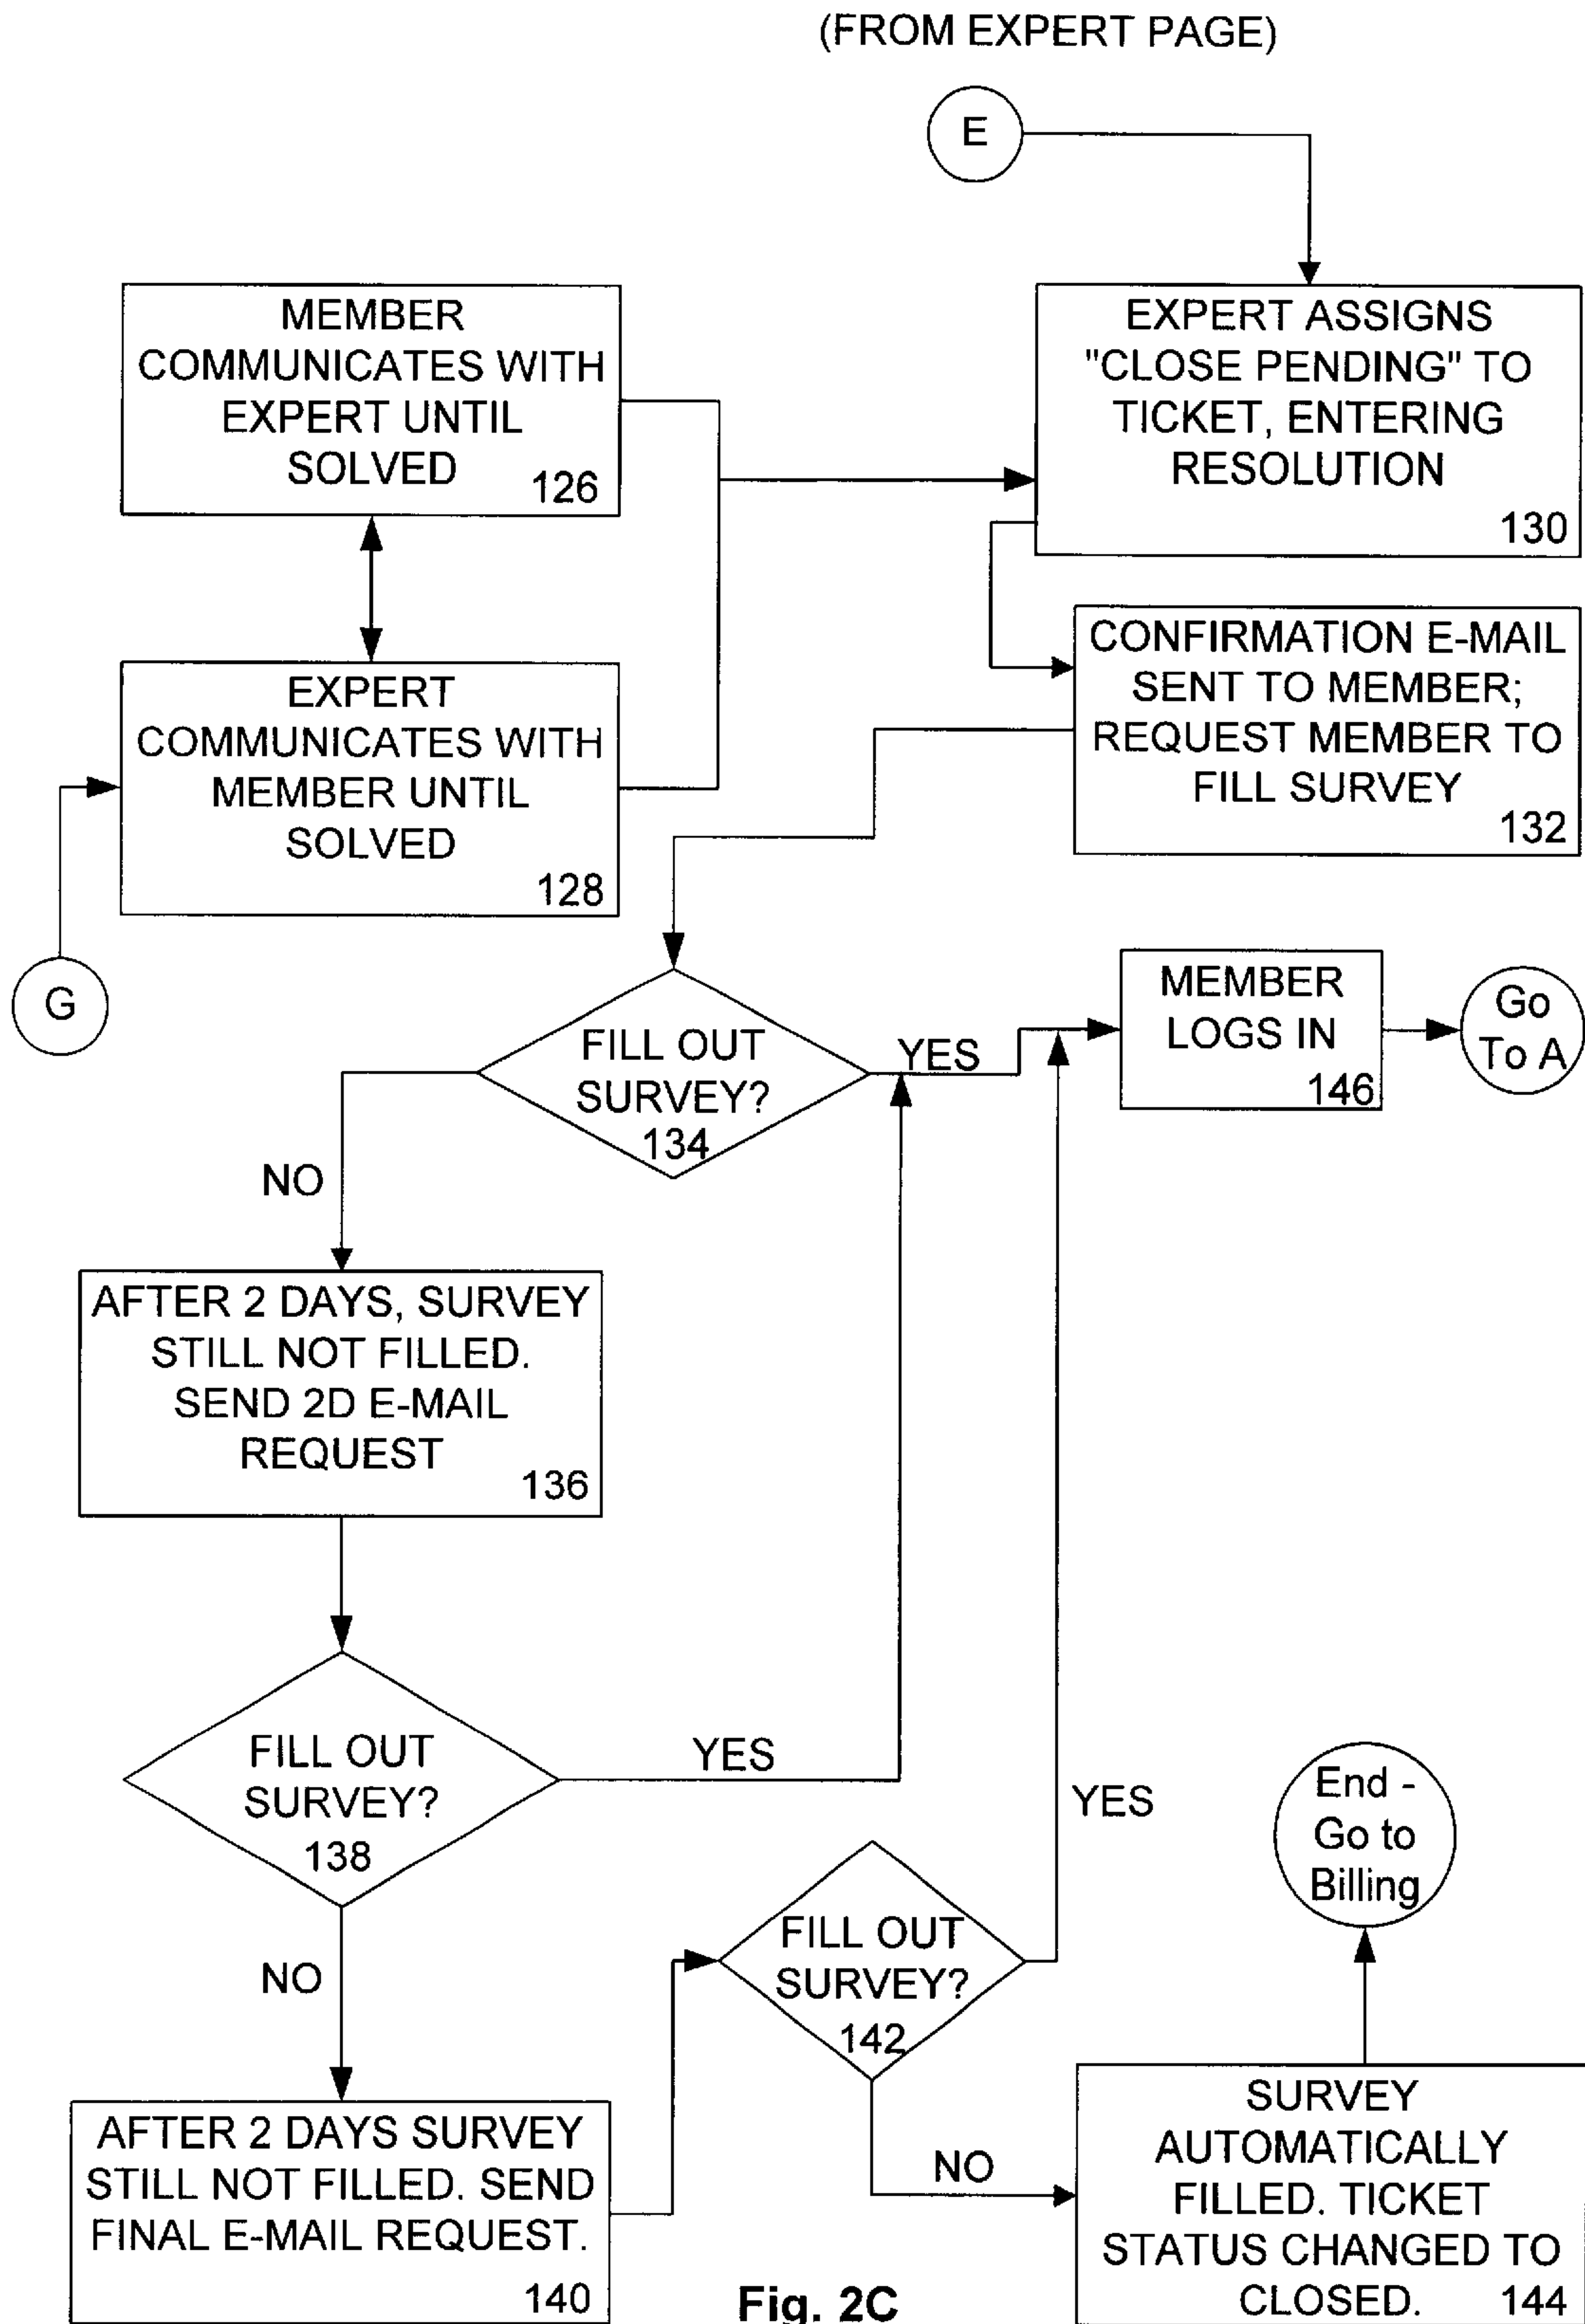 (FROM EXPERT PAGE)
E
MEMBER
COMMUNICATES WITH
EXPERT UNTIL
SOLVED
126
EXPERT ASSIGNS
"CLOSE PENDING" TO
TICKET, ENTERING
RESOLUTION
130
CONFIRMATION E-MAIL
SENT TO MEMBER;
REQUEST MEMBER TO
FILL SURVEY
132
EXPERT
COMMUNICATES WITH
MEMBER UNTIL
SOLVED
128
G
FILL OUT
SURVEY?
134
YES
NO
MEMBER
LOGS IN
146
Go
To A
AFTER 2 DAYS, SURVEY
STILL NOT FILLED.
SEND 2D E-MAIL
REQUEST
136
FILL OUT
SURVEY?
138
YES
NO
AFTER 2 DAYS SURVEY
STILL NOT FILLED. SEND
FINAL E-MAIL REQUEST.
140
FILL OUT
SURVEY?
142
YES
NO
End -
Go to
Billing
SURVEY
AUTOMATICALLY
FILLED. TICKET
STATUS CHANGED TO
CLOSED.
144
Fig. 2C